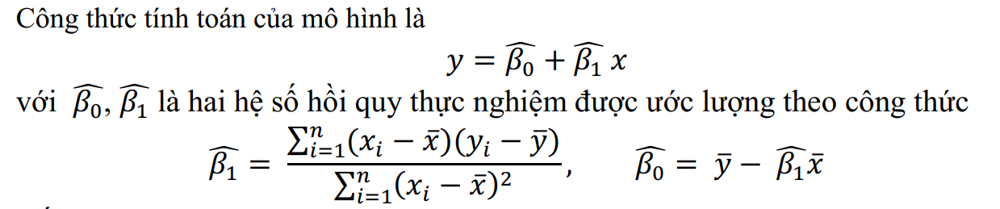 Công thức tính toán của mô hình là
$y = \widehat{\beta_0} + \widehat{\beta_1}\, x$
với $\widehat{\beta_0}, \widehat{\beta_1}$ là hai hệ số hồi quy thực nghiệm được ước lượng theo công thức
$\widehat{\beta_1} = \frac{\sum_{i=1}^{n}(x_i - \bar{x})(y_i - \bar{y})}{\sum_{i=1}^{n}(x_i - \bar{x})^2}, \quad \widehat{\beta_0} = \bar{y} - \widehat{\beta_1}\bar{x}$